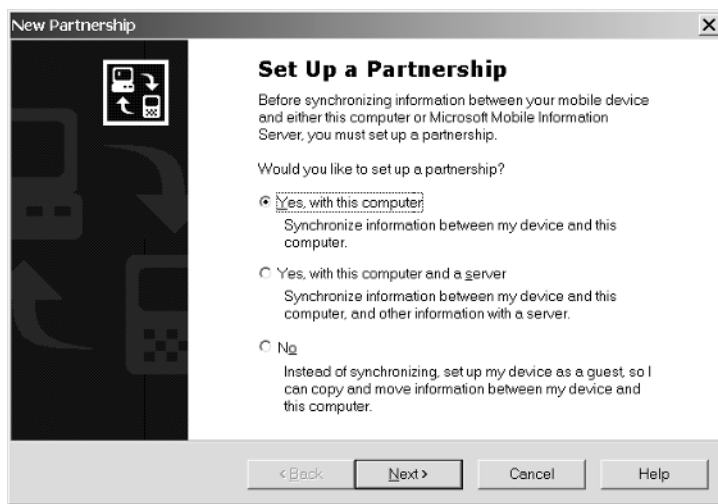 New Partnership
Set Up a Partnership
Before synchronizing information between your mobile device
and either this computer or Microsoft Mobile Information
Server, you must set up a partnership.
Would you like to set up a partnership?
Yes, with this computer
Synchronize information between my device and this
computer.
Yes, with this computer and a server
Synchronize information between my device and this
computer, and other information with a server.
No
Instead of synchronizing, set up my device as a guest, so I
can copy and move information between my device and
this computer.
< Back Next > Cancel Help